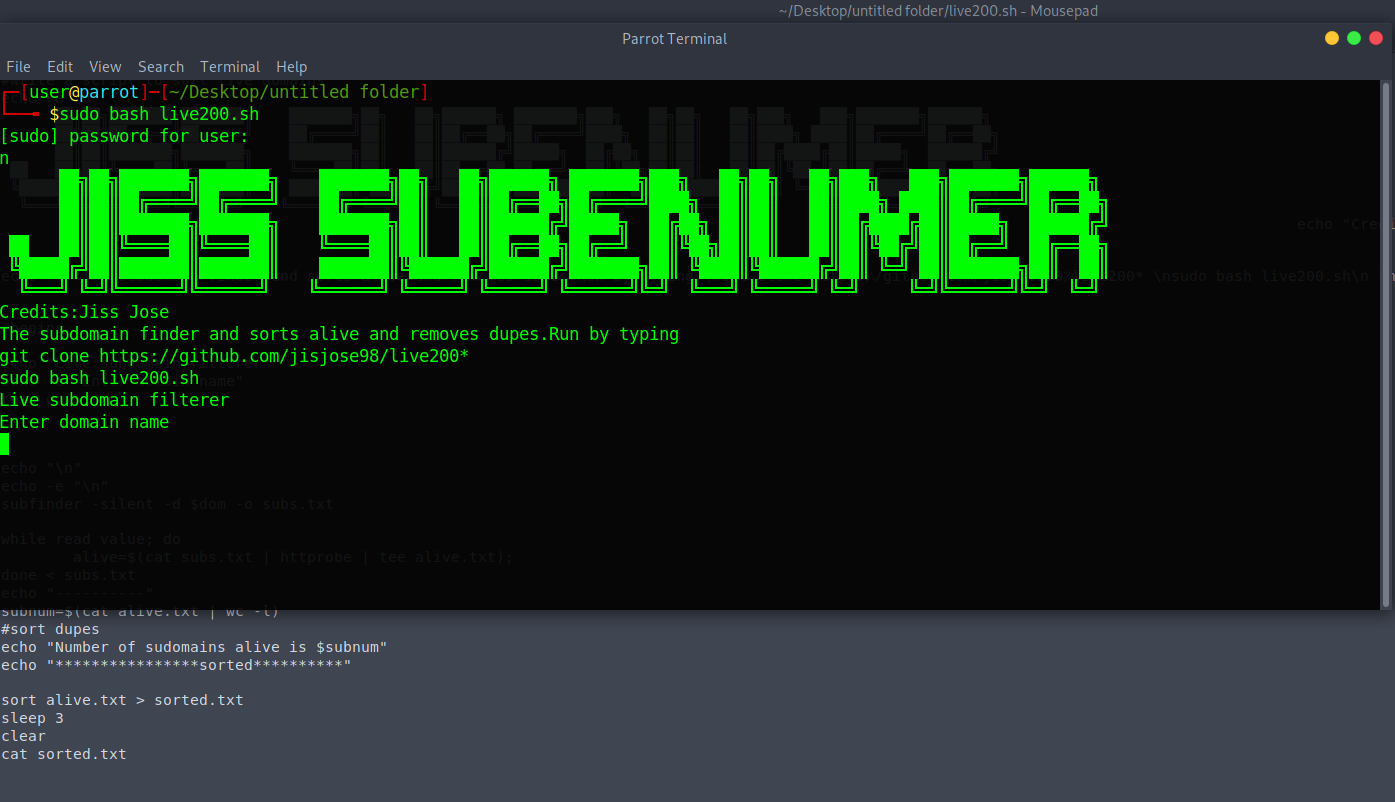 ~/Desktop/untitled folder/live200.sh - Mousepad
Parrot Terminal
File Edit View Search Terminal Help
┌─[user@parrot]─[~/Desktop/untitled folder]
└──╼ $sudo bash live200.sh
[sudo] password for user:
n
JISS SUBENUMER
echo "Cre
Credits:Jiss Jose
The subdomain finder and sorts alive and removes dupes.Run by typing
git clone https://github.com/jisjose98/live200*
sudo bash live200.sh
Live subdomain filterer
Enter domain name
echo "\n"
echo -e "\n"
subfinder -silent -d $dom -o subs.txt
while read value; do
alive=$(cat subs.txt | httprobe | tee alive.txt);
done < subs.txt
echo "----------"
subnum=$(cat alive.txt | wc -l)
#sort dupes
echo "Number of sudomains alive is $subnum"
echo "****************sorted**********"
sort alive.txt > sorted.txt
sleep 3
clear
cat sorted.txt